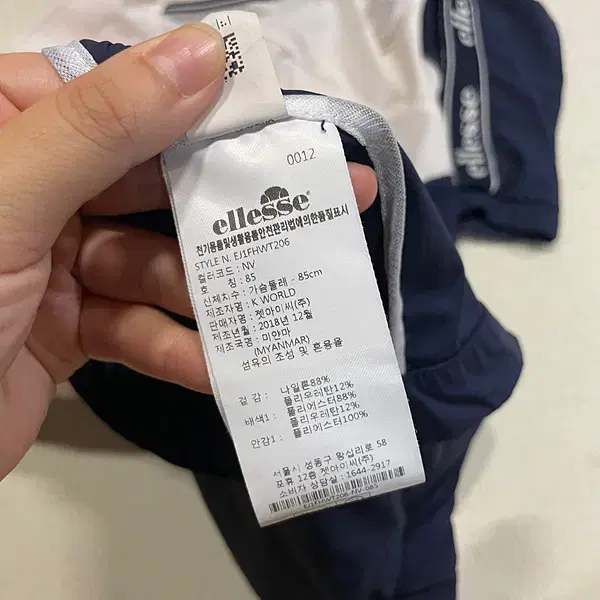 0012
ellesse
전기용품및생활용품안전관리법에의한품질표시
STYLE N. EJ1FHWT206
컬러코드 : NV
호 칭 : 85
신체치수 : 가슴둘레 : 85cm
제조자명 : K WORLD
판매자명 : 젯아이씨(주)
제조년월 : 2018년 12월
제조국명 : 미얀마
(MYANMAR)
섬유의 조성 및 혼용율
겉 감 : 나일론88%
폴리우레탄12%
배색1 : 폴리에스터88%
폴리우레탄12%
안감1 : 폴리에스터100%
서울시 성동구 왕십리로 58
포휴 12층 젯아이씨(주)
소비자 상담실 : 1644-2917
EJ1FHWT206-NV-085
ellesse
ellesse